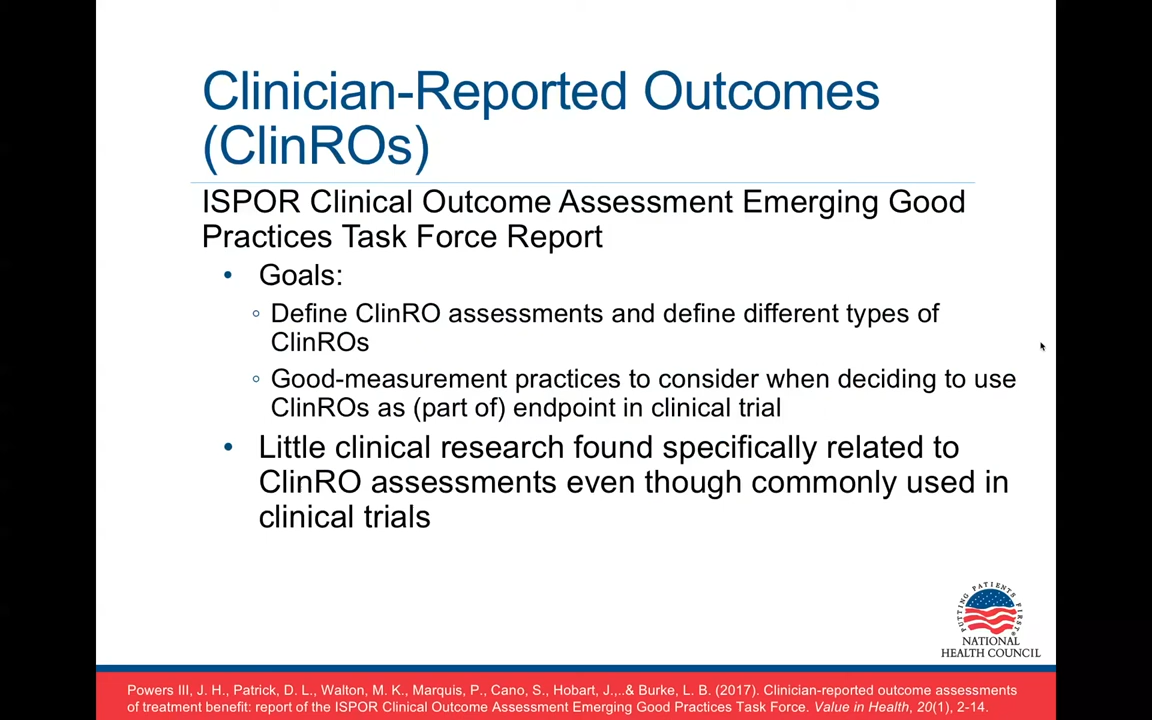 Clinician-Reported Outcomes
(ClinROs)
ISPOR Clinical Outcome Assessment Emerging Good
Practices Task Force Report
• Goals:
◦ Define ClinRO assessments and define different types of
ClinROs
◦ Good-measurement practices to consider when deciding to use
ClinROs as (part of) endpoint in clinical trial
• Little clinical research found specifically related to
ClinRO assessments even though commonly used in
clinical trials
PUTTING PATIENTS FIRST®
NATIONAL
HEALTH COUNCIL
Powers III, J. H., Patrick, D. L., Walton, M. K., Marquis, P., Cano, S., Hobart, J.,..& Burke, L. B. (2017). Clinician-reported outcome assessments
of treatment benefit: report of the ISPOR Clinical Outcome Assessment Emerging Good Practices Task Force. Value in Health, 20(1), 2-14.